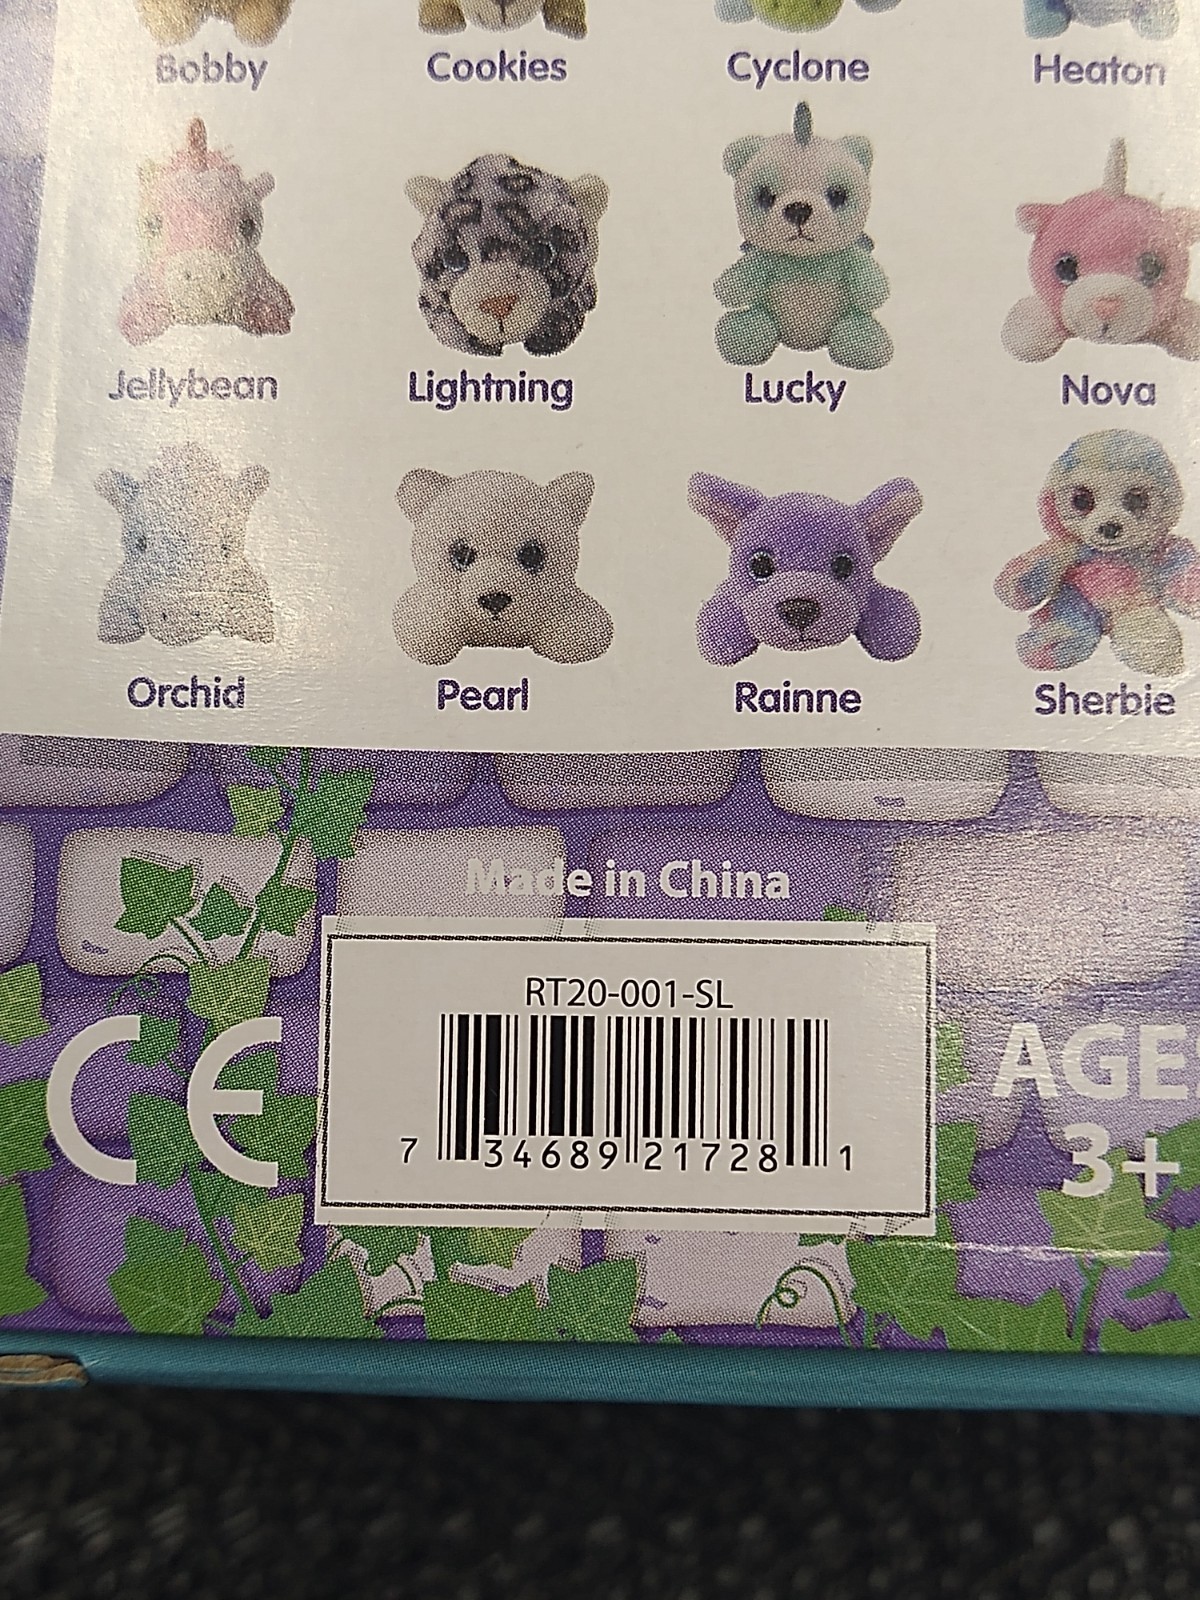 Bobby Cookies Cyclone Heaton
Jellybean Lightning Lucky Nova
Orchid Pearl Rainne Sherbie
Made in China
RT20-001-SL
7 34689 21728 1
CE
AGE
3+